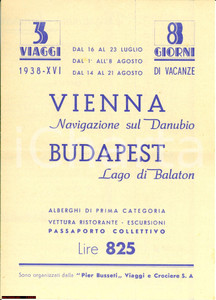 3 8
VIAGGI DAL 16 AL 23 LUGLIO GIORNI
DAL 1° ALL'8 AGOSTO
1938-XVI DAL 14 AL 21 AGOSTO DI VACANZE
VIENNA
Navigazione sul Danubio
BUDAPEST
Lago di Balaton
ALBERGHI DI PRIMA CATEGORIA
VETTURA RISTORANTE - ESCURSIONI
PASSAPORTO COLLETTIVO
Lire 825
Sono organizzati dalla "Pier Busseti" Viaggi e Crociere S. A